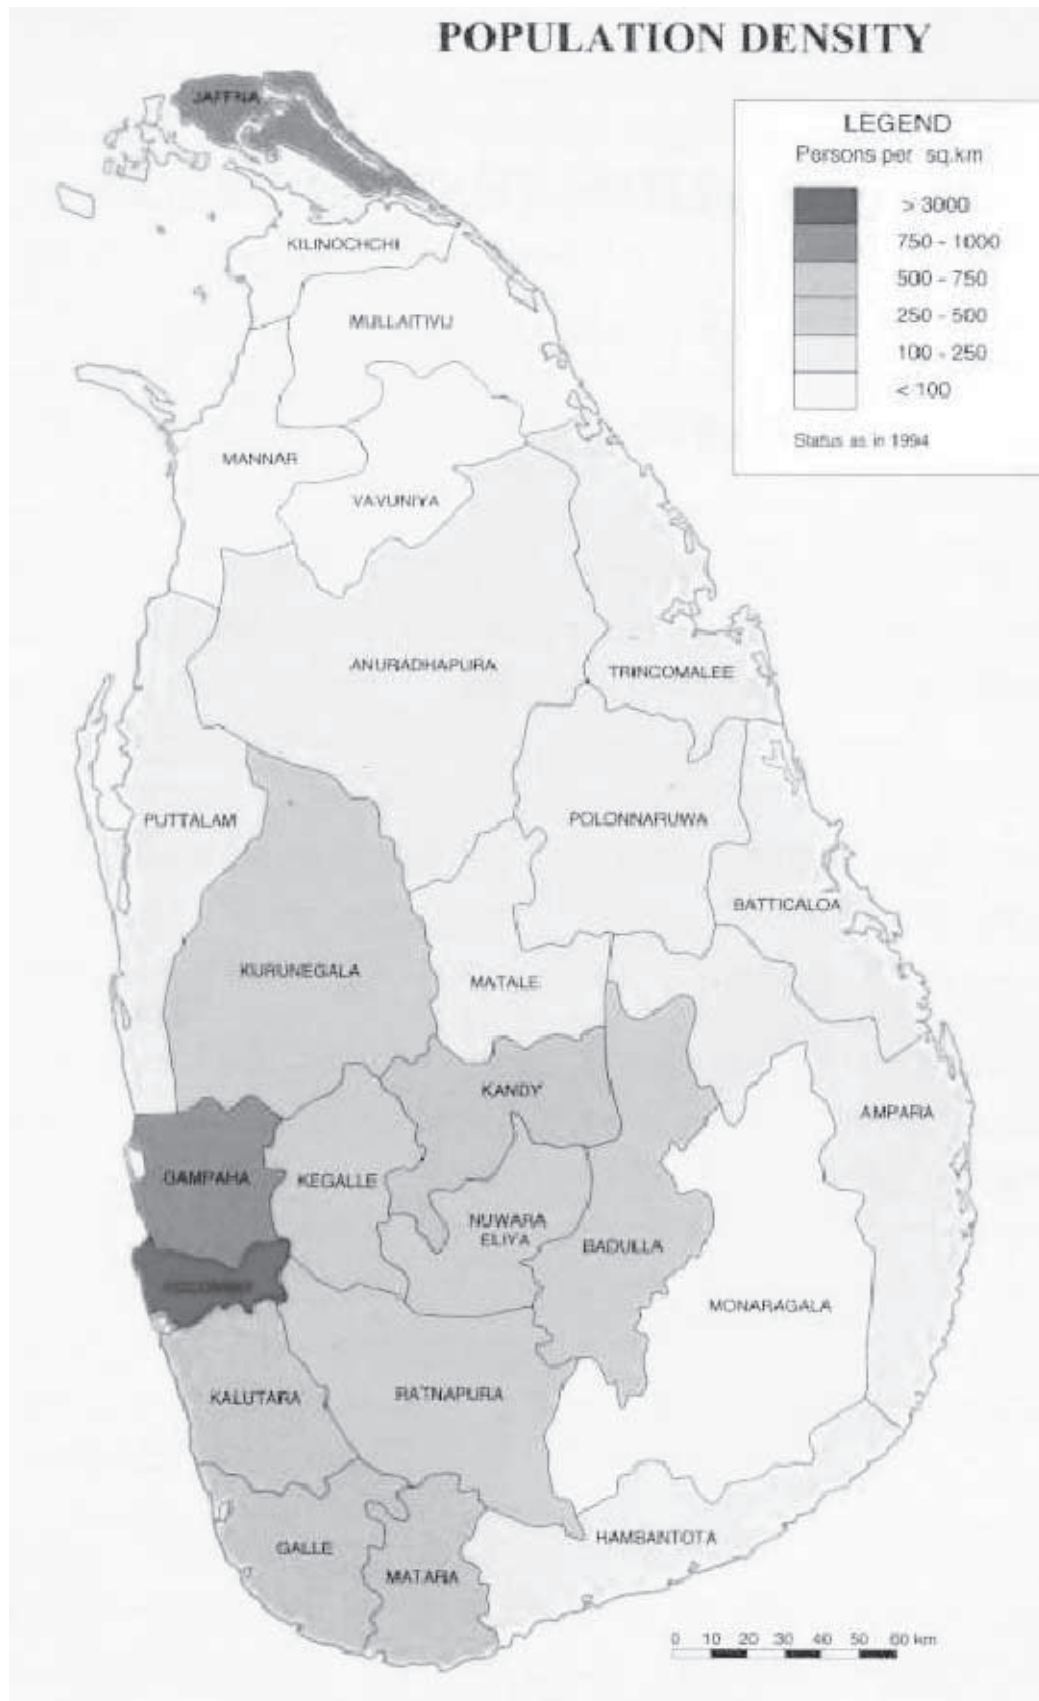 POPULATION DENSITY
JAFFNA
LEGEND
Persons per sq.km
> 3000
750 - 1000
500 - 750
250 - 500
100 - 250
< 100
Status as in 1994
KILINOCHCHI
MULLAITIVU
MANNAR
VAVUNIYA
ANURADHAPURA
TRINCOMALEE
PUTTALAM
POLONNARUWA
BATTICALOA
KURUNEGALA
MATALE
KANDY
AMPARA
GAMPAHA
KEGALLE
NUWARA
ELIYA
BADULLA
COLOMBO
MONARAGALA
KALUTARA
RATNAPURA
HAMBANTOTA
GALLE
MATARA
0 10 20 30 40 50 60 km